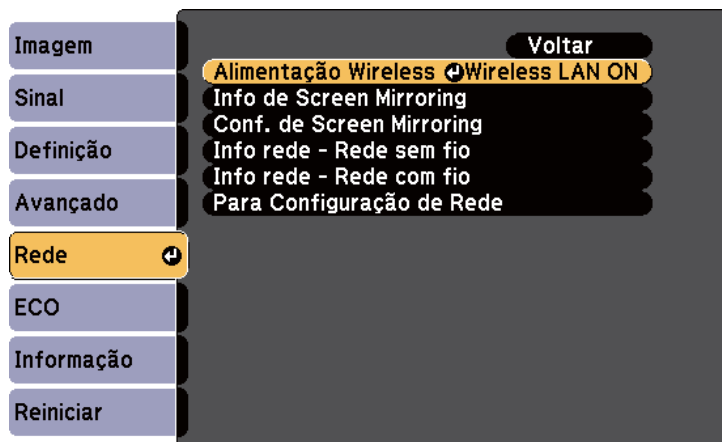 Imagem
Sinal
Definição
Avançado
Rede
ECO
Informação
Reiniciar
Voltar
Alimentação Wireless Wireless LAN ON
Info de Screen Mirroring
Conf. de Screen Mirroring
Info rede - Rede sem fio
Info rede - Rede com fio
Para Configuração de Rede